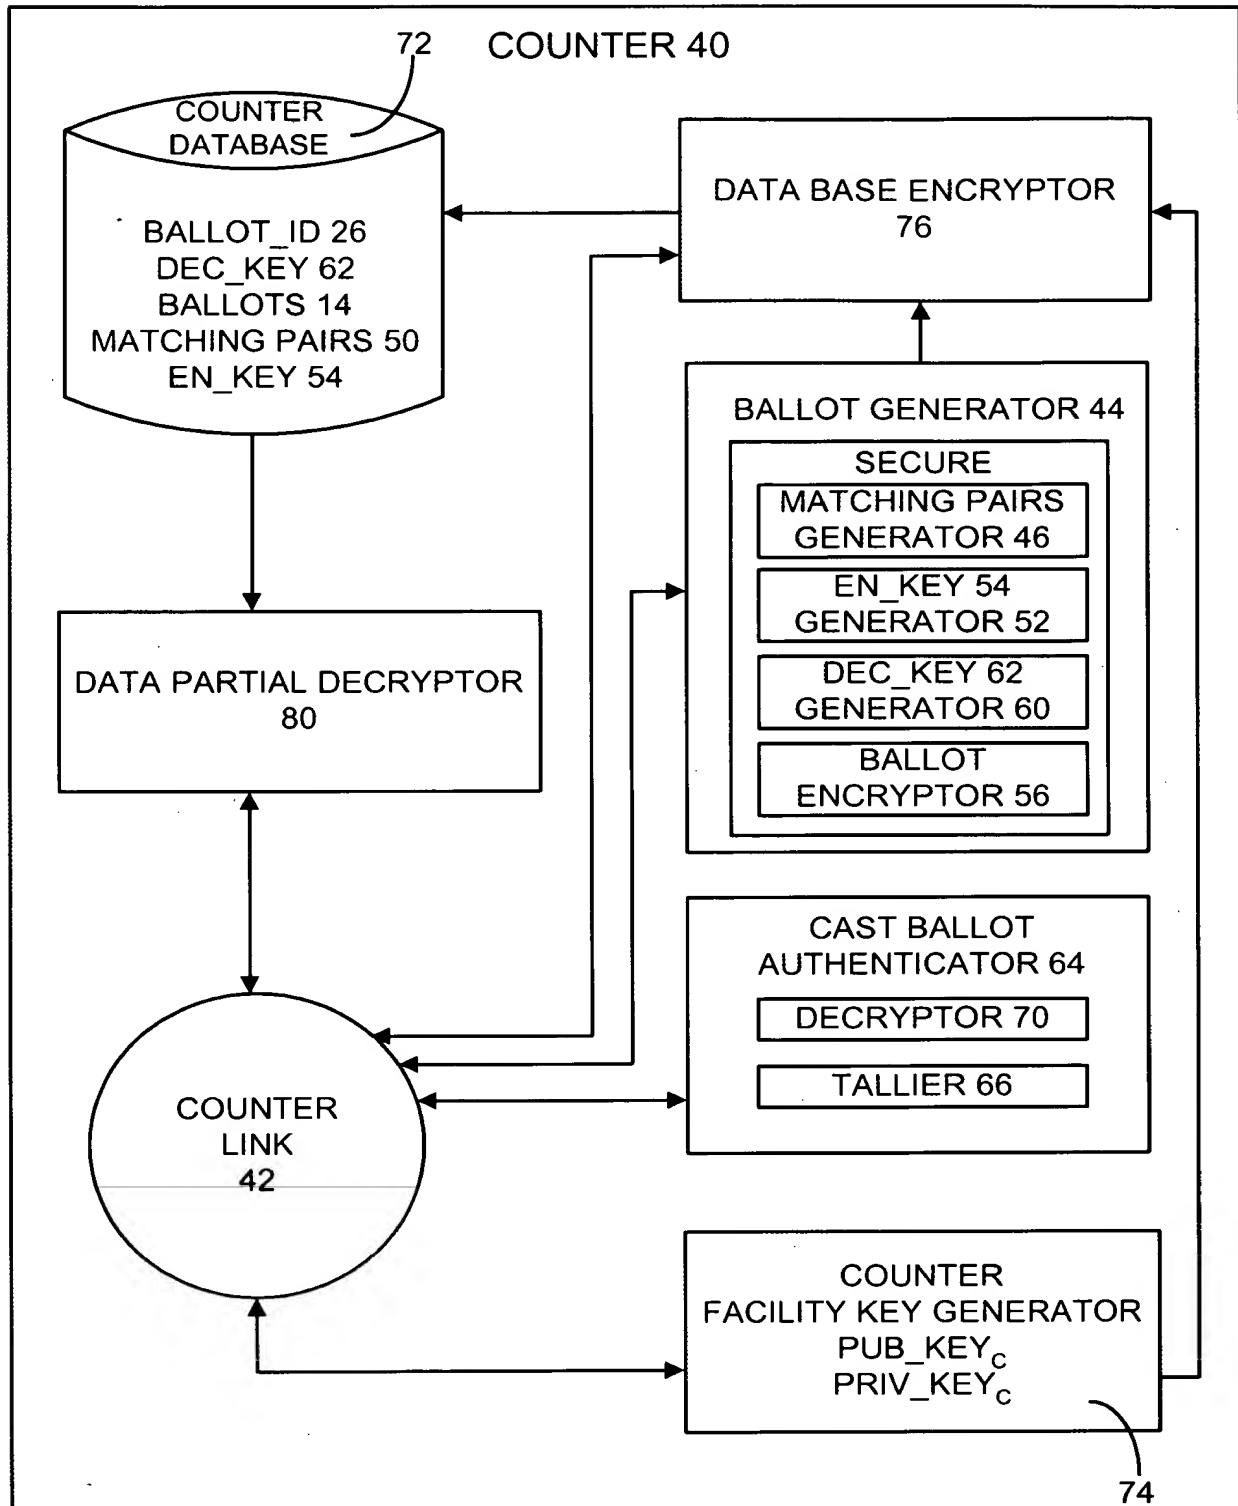 72
COUNTER 40
COUNTER
DATABASE
BALLOT_ID 26
DEC_KEY 62
BALLOTS 14
MATCHING PAIRS 50
EN_KEY 54
DATA BASE ENCRYPTOR
76
BALLOT GENERATOR 44
SECURE
MATCHING PAIRS
GENERATOR 46
EN_KEY 54
GENERATOR 52
DEC_KEY 62
GENERATOR 60
BALLOT
ENCRYPTOR 56
DATA PARTIAL DECRYPTOR
80
CAST BALLOT
AUTHENTICATOR 64
DECRYPTOR 70
TALLIER 66
COUNTER
LINK
42
COUNTER
FACILITY KEY GENERATOR
PUB_KEYC
PRIV_KEYC
74